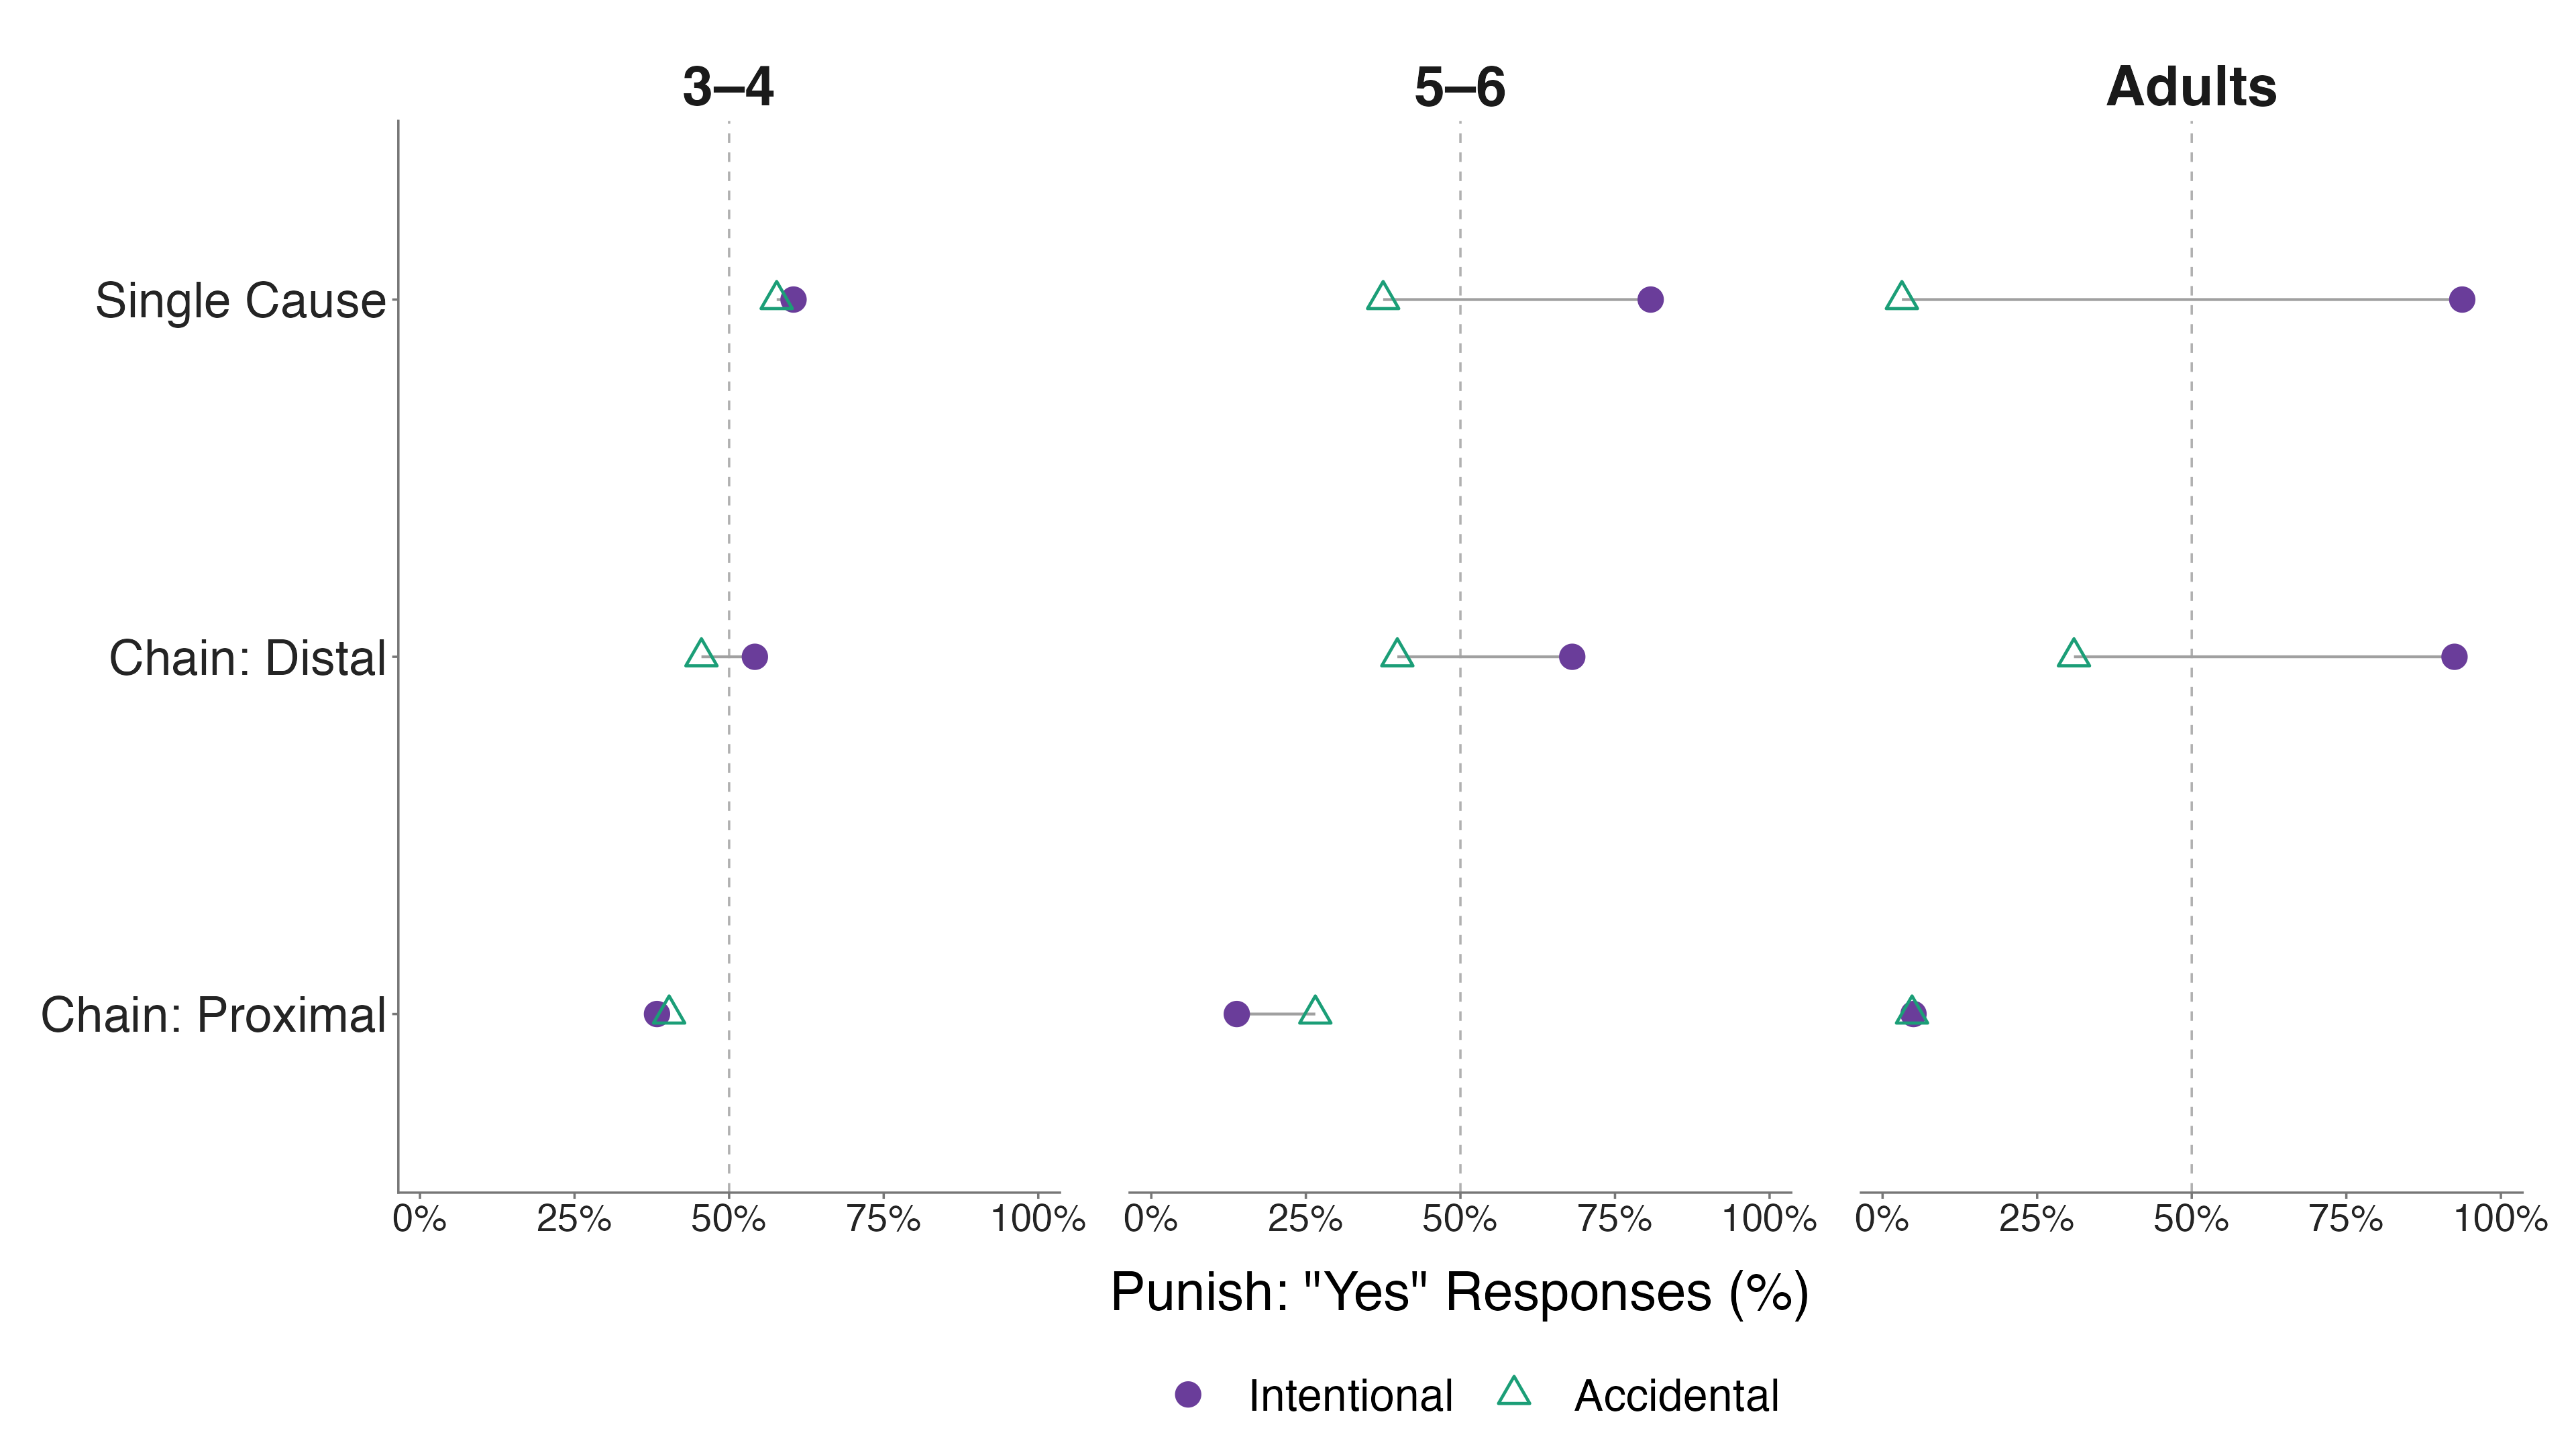 3–4 5–6 Adults
Single Cause
Chain: Distal
Chain: Proximal
0% 25% 50% 75% 100% 0% 25% 50% 75% 100% 0% 25% 50% 75% 100%
Punish: "Yes" Responses (%)
Intentional Accidental